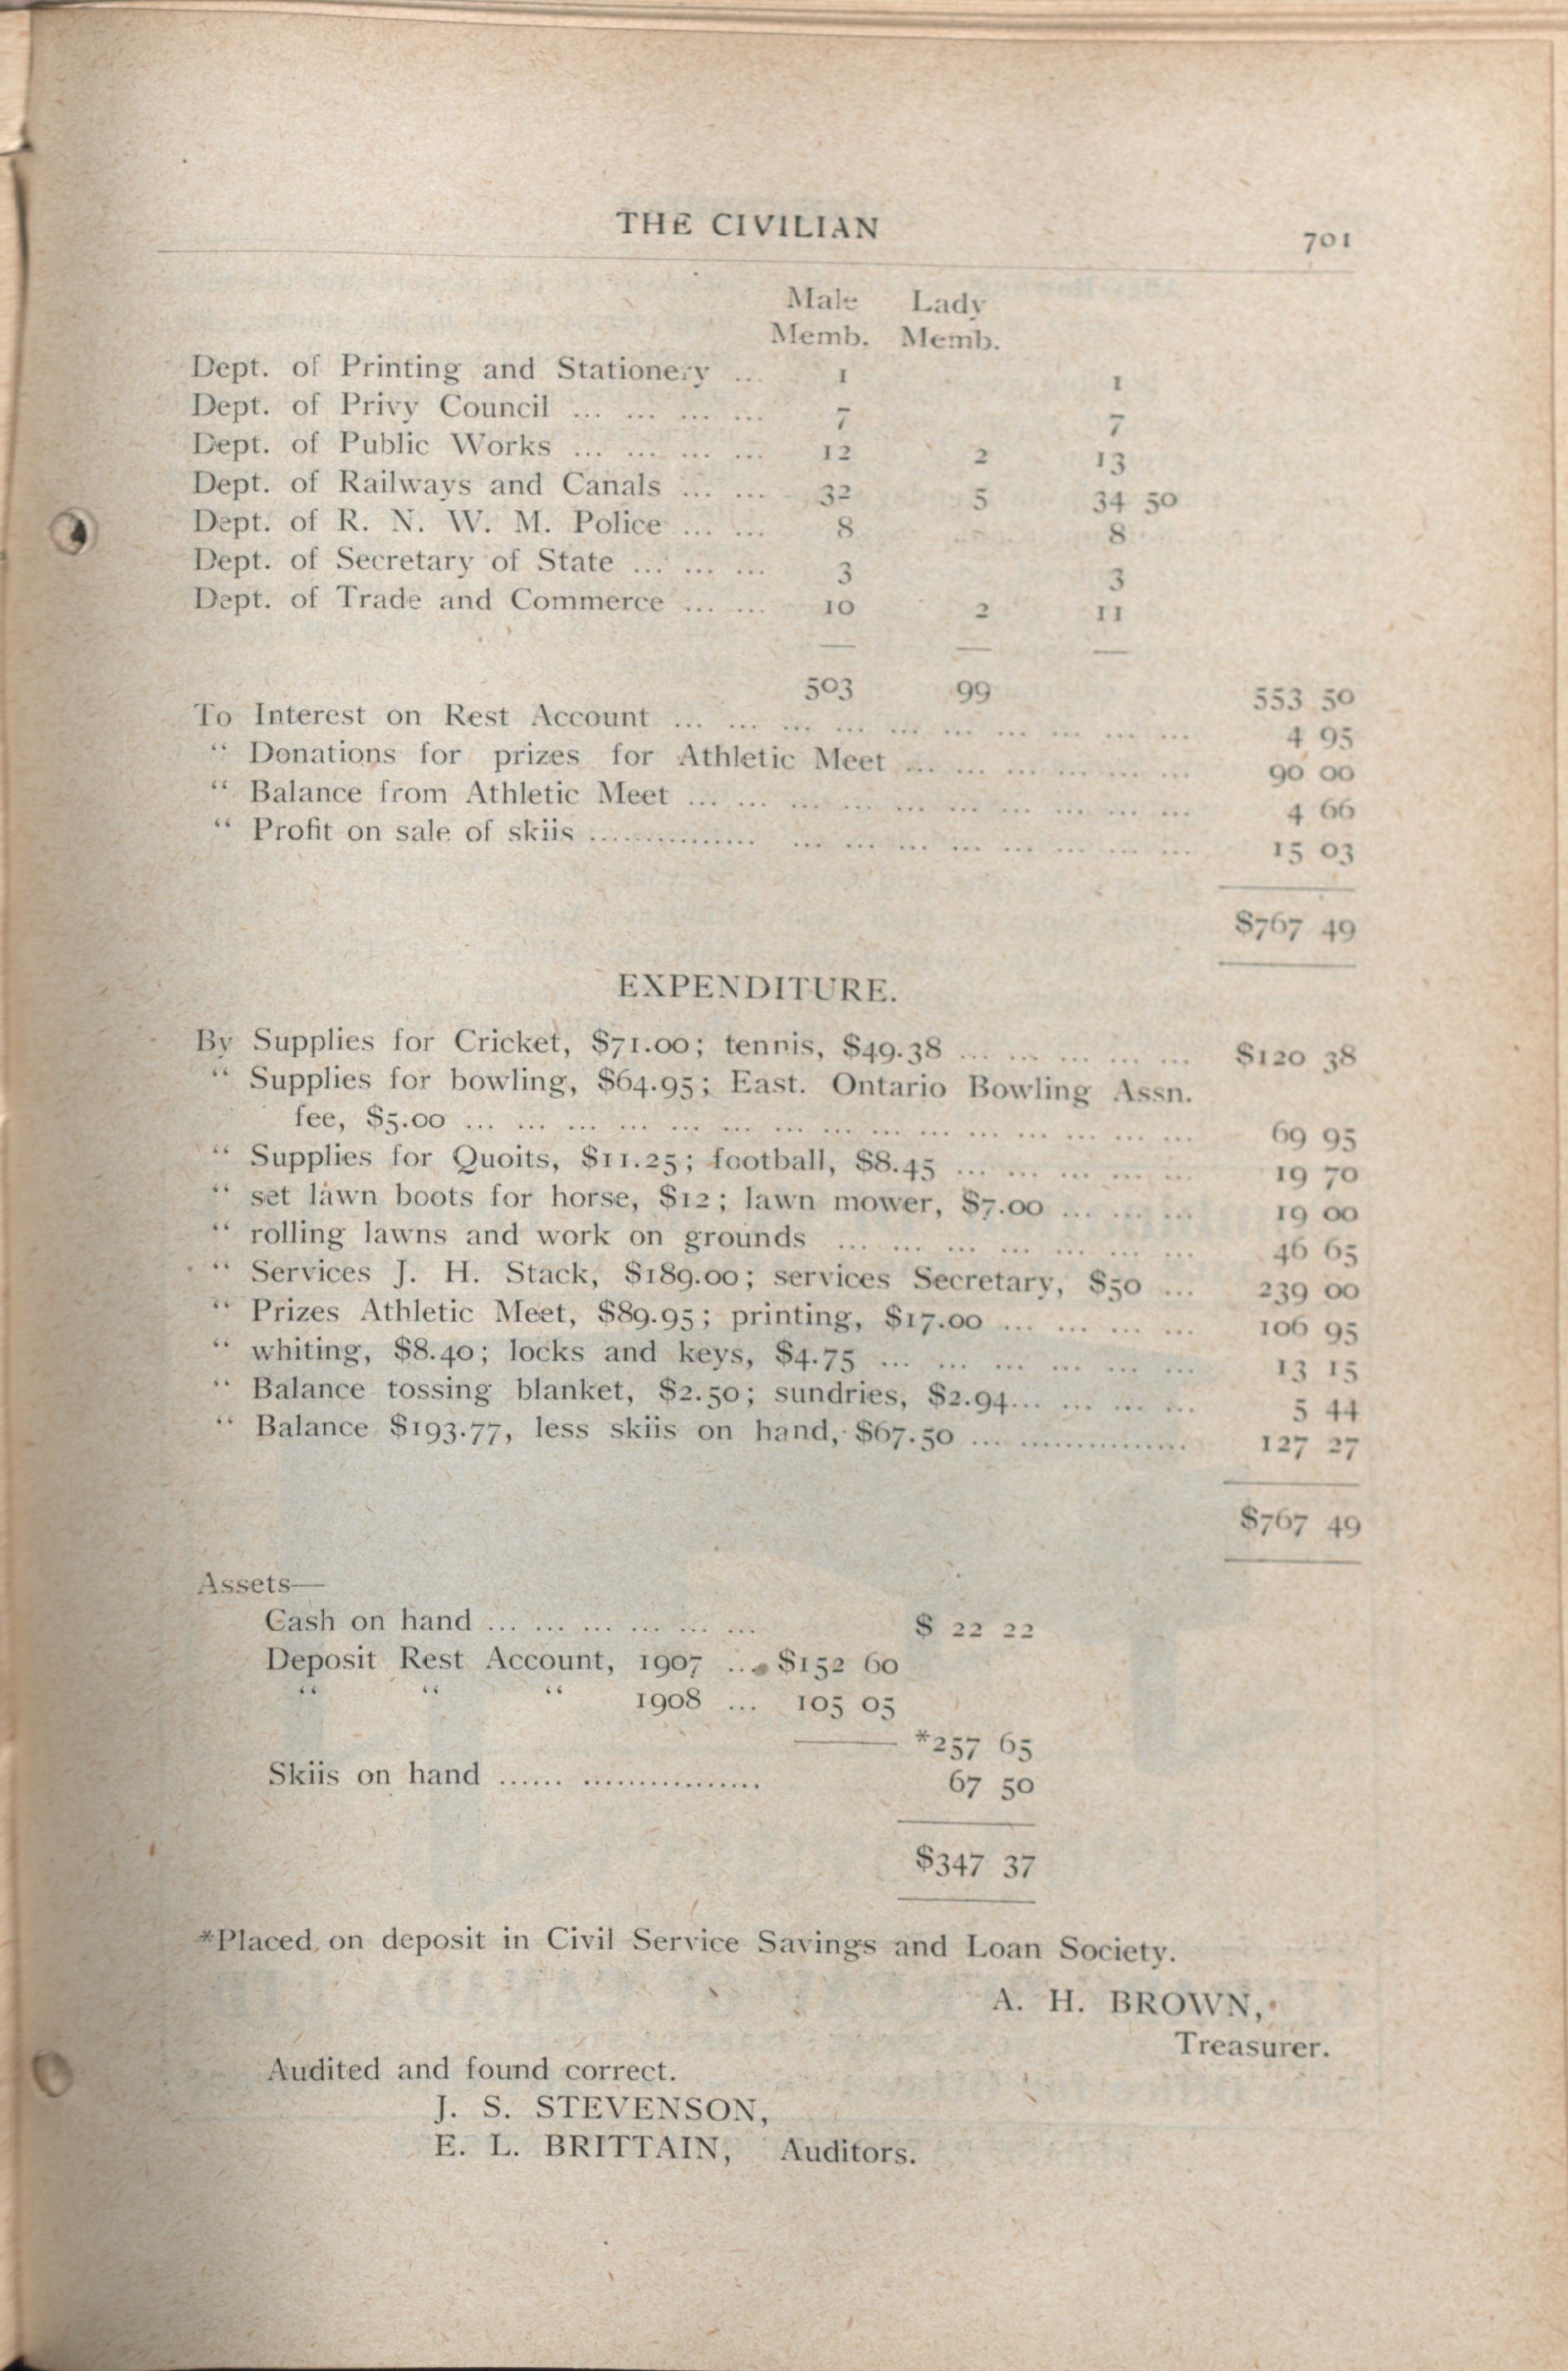 THE CIVILIAN 701
Male Lady
Memb. Memb.
Dept. of Printing and Stationery ... 1 1
Dept. of Privy Council ... ... ... ... 7 7
Dept. of Public Works ... ... ... ... 12 2 13
Dept. of Railways and Canals ... ... 32 5 34 50
Dept. of R. N. W. M. Police ... ... 8 8
Dept. of Secretary of State ... ... ... 3 3
Dept. of Trade and Commerce ... ... 10 2 11
503 99 553 50
To Interest on Rest Account ... ... ... ... ... ... ... ... ... ... 4 95
“ Donations for prizes for Athletic Meet ... ... ... ... ... ... 90 00
“ Balance from Athletic Meet ... ... ... ... ... ... ... ... ... ... 4 66
“ Profit on sale of skiis ................ ... ... ... ... ... ... ... ... 15 03
$767 49
EXPENDITURE.
By Supplies for Cricket, $71.00; tennis, $49.38 ... ... ... ... ... $120 38
“ Supplies for bowling, $64.95; East. Ontario Bowling Assn.
fee, $5.00 ... ... ... ... ... ... ... ... ... ... ... ... ... ... ... 69 95
“ Supplies for Quoits, $11.25; football, $8.45 ... ... ... ... ... 19 70
“ set lawn boots for horse, $12; lawn mower, $7.00 ... ... ... 19 00
“ rolling lawns and work on grounds ... ... ... ... ... ... ... 46 65
“ Services J. H. Stack, $189.00; services Secretary, $50 ... 239 00
“ Prizes Athletic Meet, $89.95; printing, $17.00 ... ... ... ... 106 95
“ whiting, $8.40; locks and keys, $4.75 ... ... ... ... ... ... 13 15
“ Balance tossing blanket, $2.50; sundries, $2.94... ... ... ... 5 44
“ Balance $193.77, less skiis on hand, $67.50 ... ................ 127 27
$767 49
Assets—
Cash on hand ... ... ... ... ... ... $ 22 22
Deposit Rest Account, 1907 ... $152 60
“ “ “ 1908 ... 105 05
*257 65
Skiis on hand ...... ................. 67 50
$347 37
*Placed on deposit in Civil Service Savings and Loan Society.
A. H. BROWN,
Treasurer.
Audited and found correct.
J. S. STEVENSON,
E. L. BRITTAIN, Auditors.